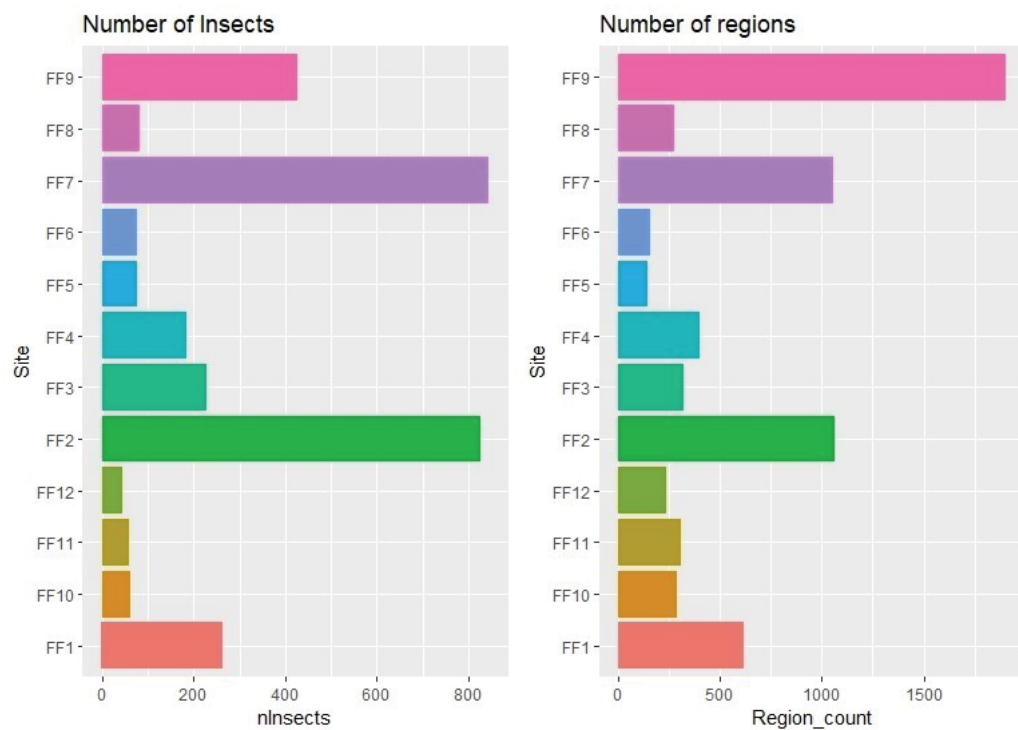 Number of Insects
Site
FF9
FF8
FF7
FF6
FF5
FF4
FF3
FF2
FF12
FF11
FF10
FF1
0 200 400 600 800
nInsects
Number of regions
Site
FF9
FF8
FF7
FF6
FF5
FF4
FF3
FF2
FF12
FF11
FF10
FF1
0 500 1000 1500
Region_count